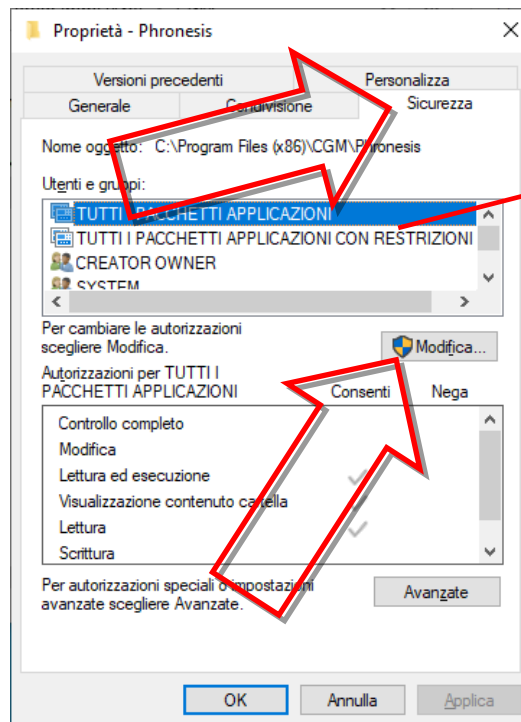 Proprietà - Phronesis
Versioni precedenti
Personalizza
Generale
Condivisione
Sicurezza
Nome oggetto: C:\Program Files (x86)\CGM\Phronesis
Utenti e gruppi:
TUTTI I PACCHETTI APPLICAZIONI
TUTTI I PACCHETTI APPLICAZIONI CON RESTRIZIONI
CREATOR OWNER
SYSTEM
Per cambiare le autorizzazioni
scegliere Modifica.
Modifica...
Autorizzazioni per TUTTI I
PACCHETTI APPLICAZIONI
Consenti
Nega
Controllo completo
Modifica
Lettura ed esecuzione
Visualizzazione contenuto cartella
Lettura
Scrittura
Per autorizzazioni speciali o impostazioni
avanzate scegliere Avanzate.
Avanzate
OK
Annulla
Applica